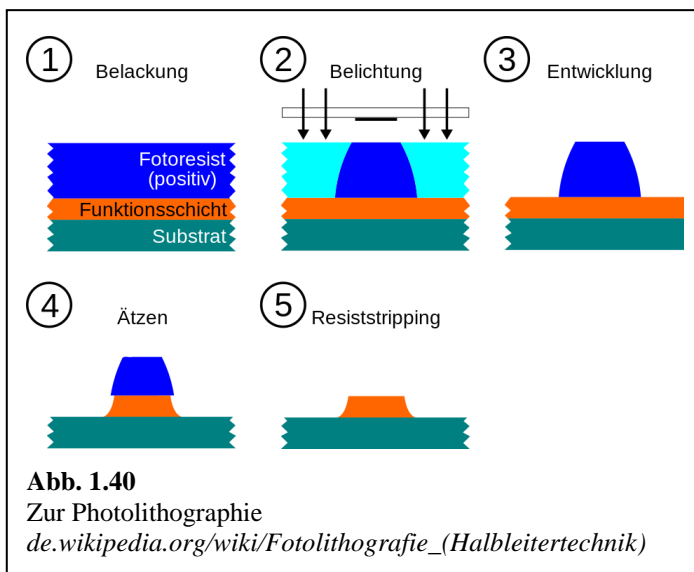 1
Belackung
Fotoresist
(positiv)
Funktionsschicht
Substrat
2
Belichtung
3
Entwicklung
4
Ätzen
5
Resiststripping
Abb. 1.40
Zur Photolithographie
de.wikipedia.org/wiki/Fotolithografie_(Halbleitertechnik)